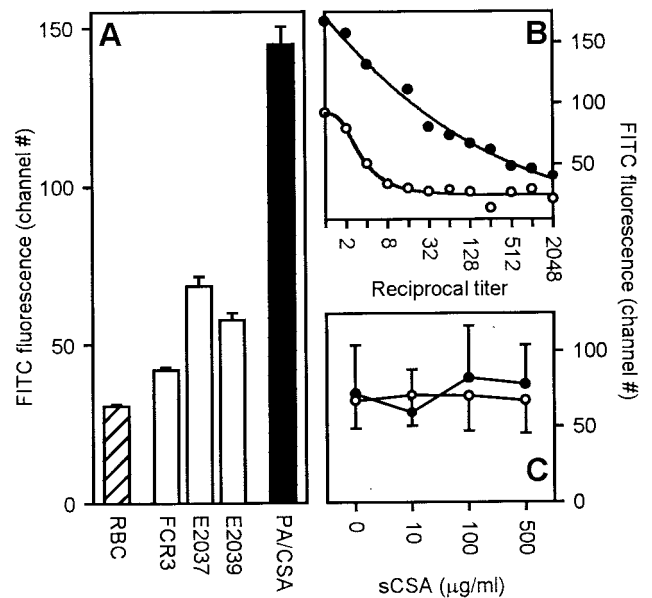 A
150
100
50
0
FITC fluorescence (channel #)
RBC
FCR3
E2037
E2039
PA/CSA
B
150
100
50
2
8
32
128
512
2048
Reciprocal titer
FITC fluorescence (channel #)
C
100
50
0
0
10
100
500
sCSA (μg/ml)